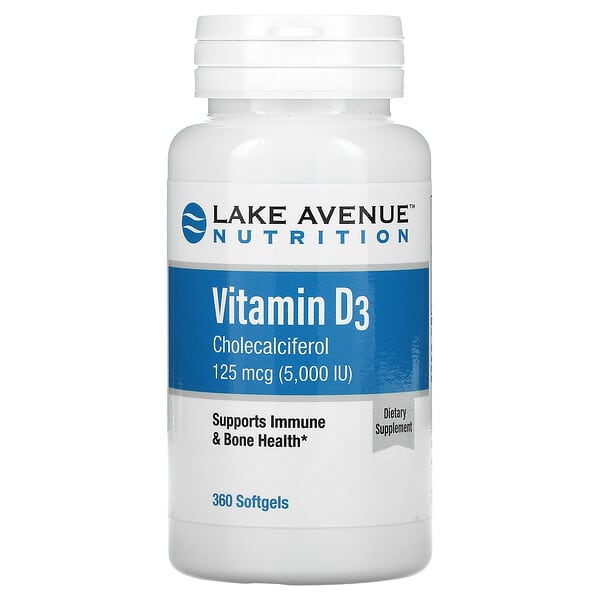 LAKE AVENUE™
NUTRITION
Vitamin D3
Cholecalciferol
125 mcg (5,000 IU)
Supports Immune
& Bone Health*
Dietary
Supplement
360 Softgels